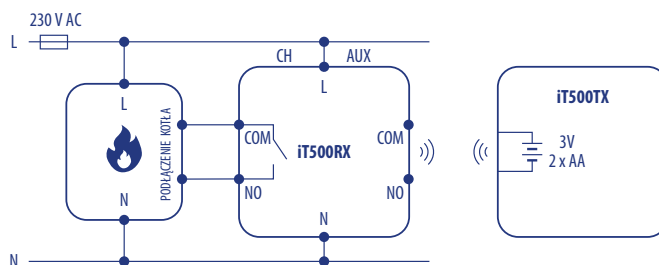 230 V AC
L
CH
AUX
L
L
iT500TX
PODŁĄCZENIE KOTŁA
COM
iT500RX
COM
3V
2 x AA
NO
NO
N
N
N